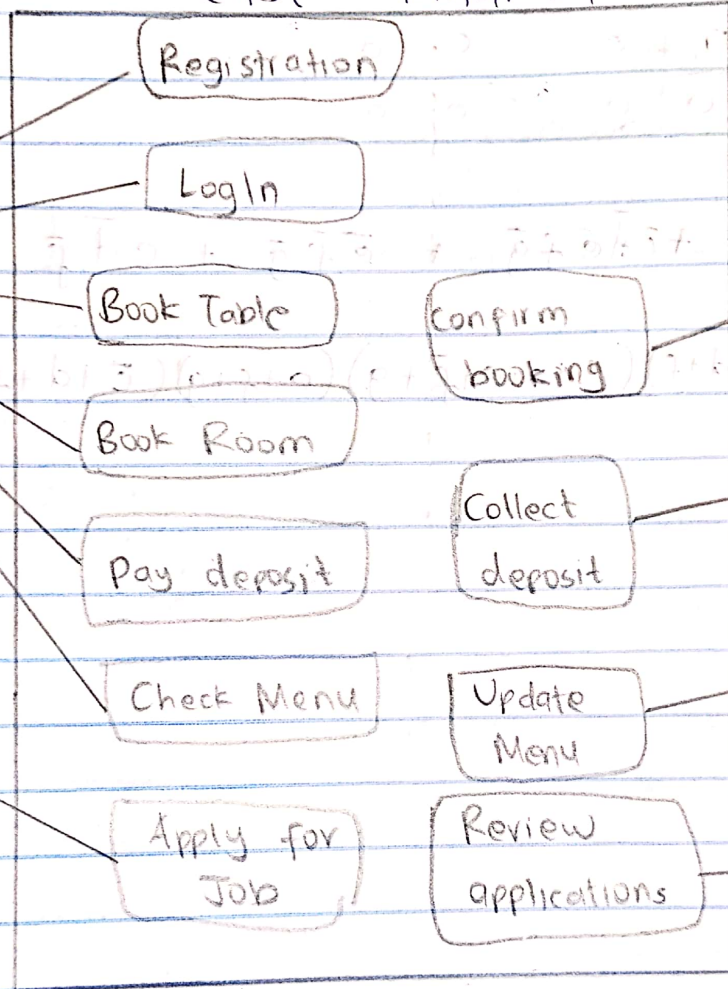 Registration
LogIn
Book Table
Confirm
booking
Book Room
Collect
deposit
Pay deposit
Check Menu
Update
Menu
Apply for
Job
Review
applications